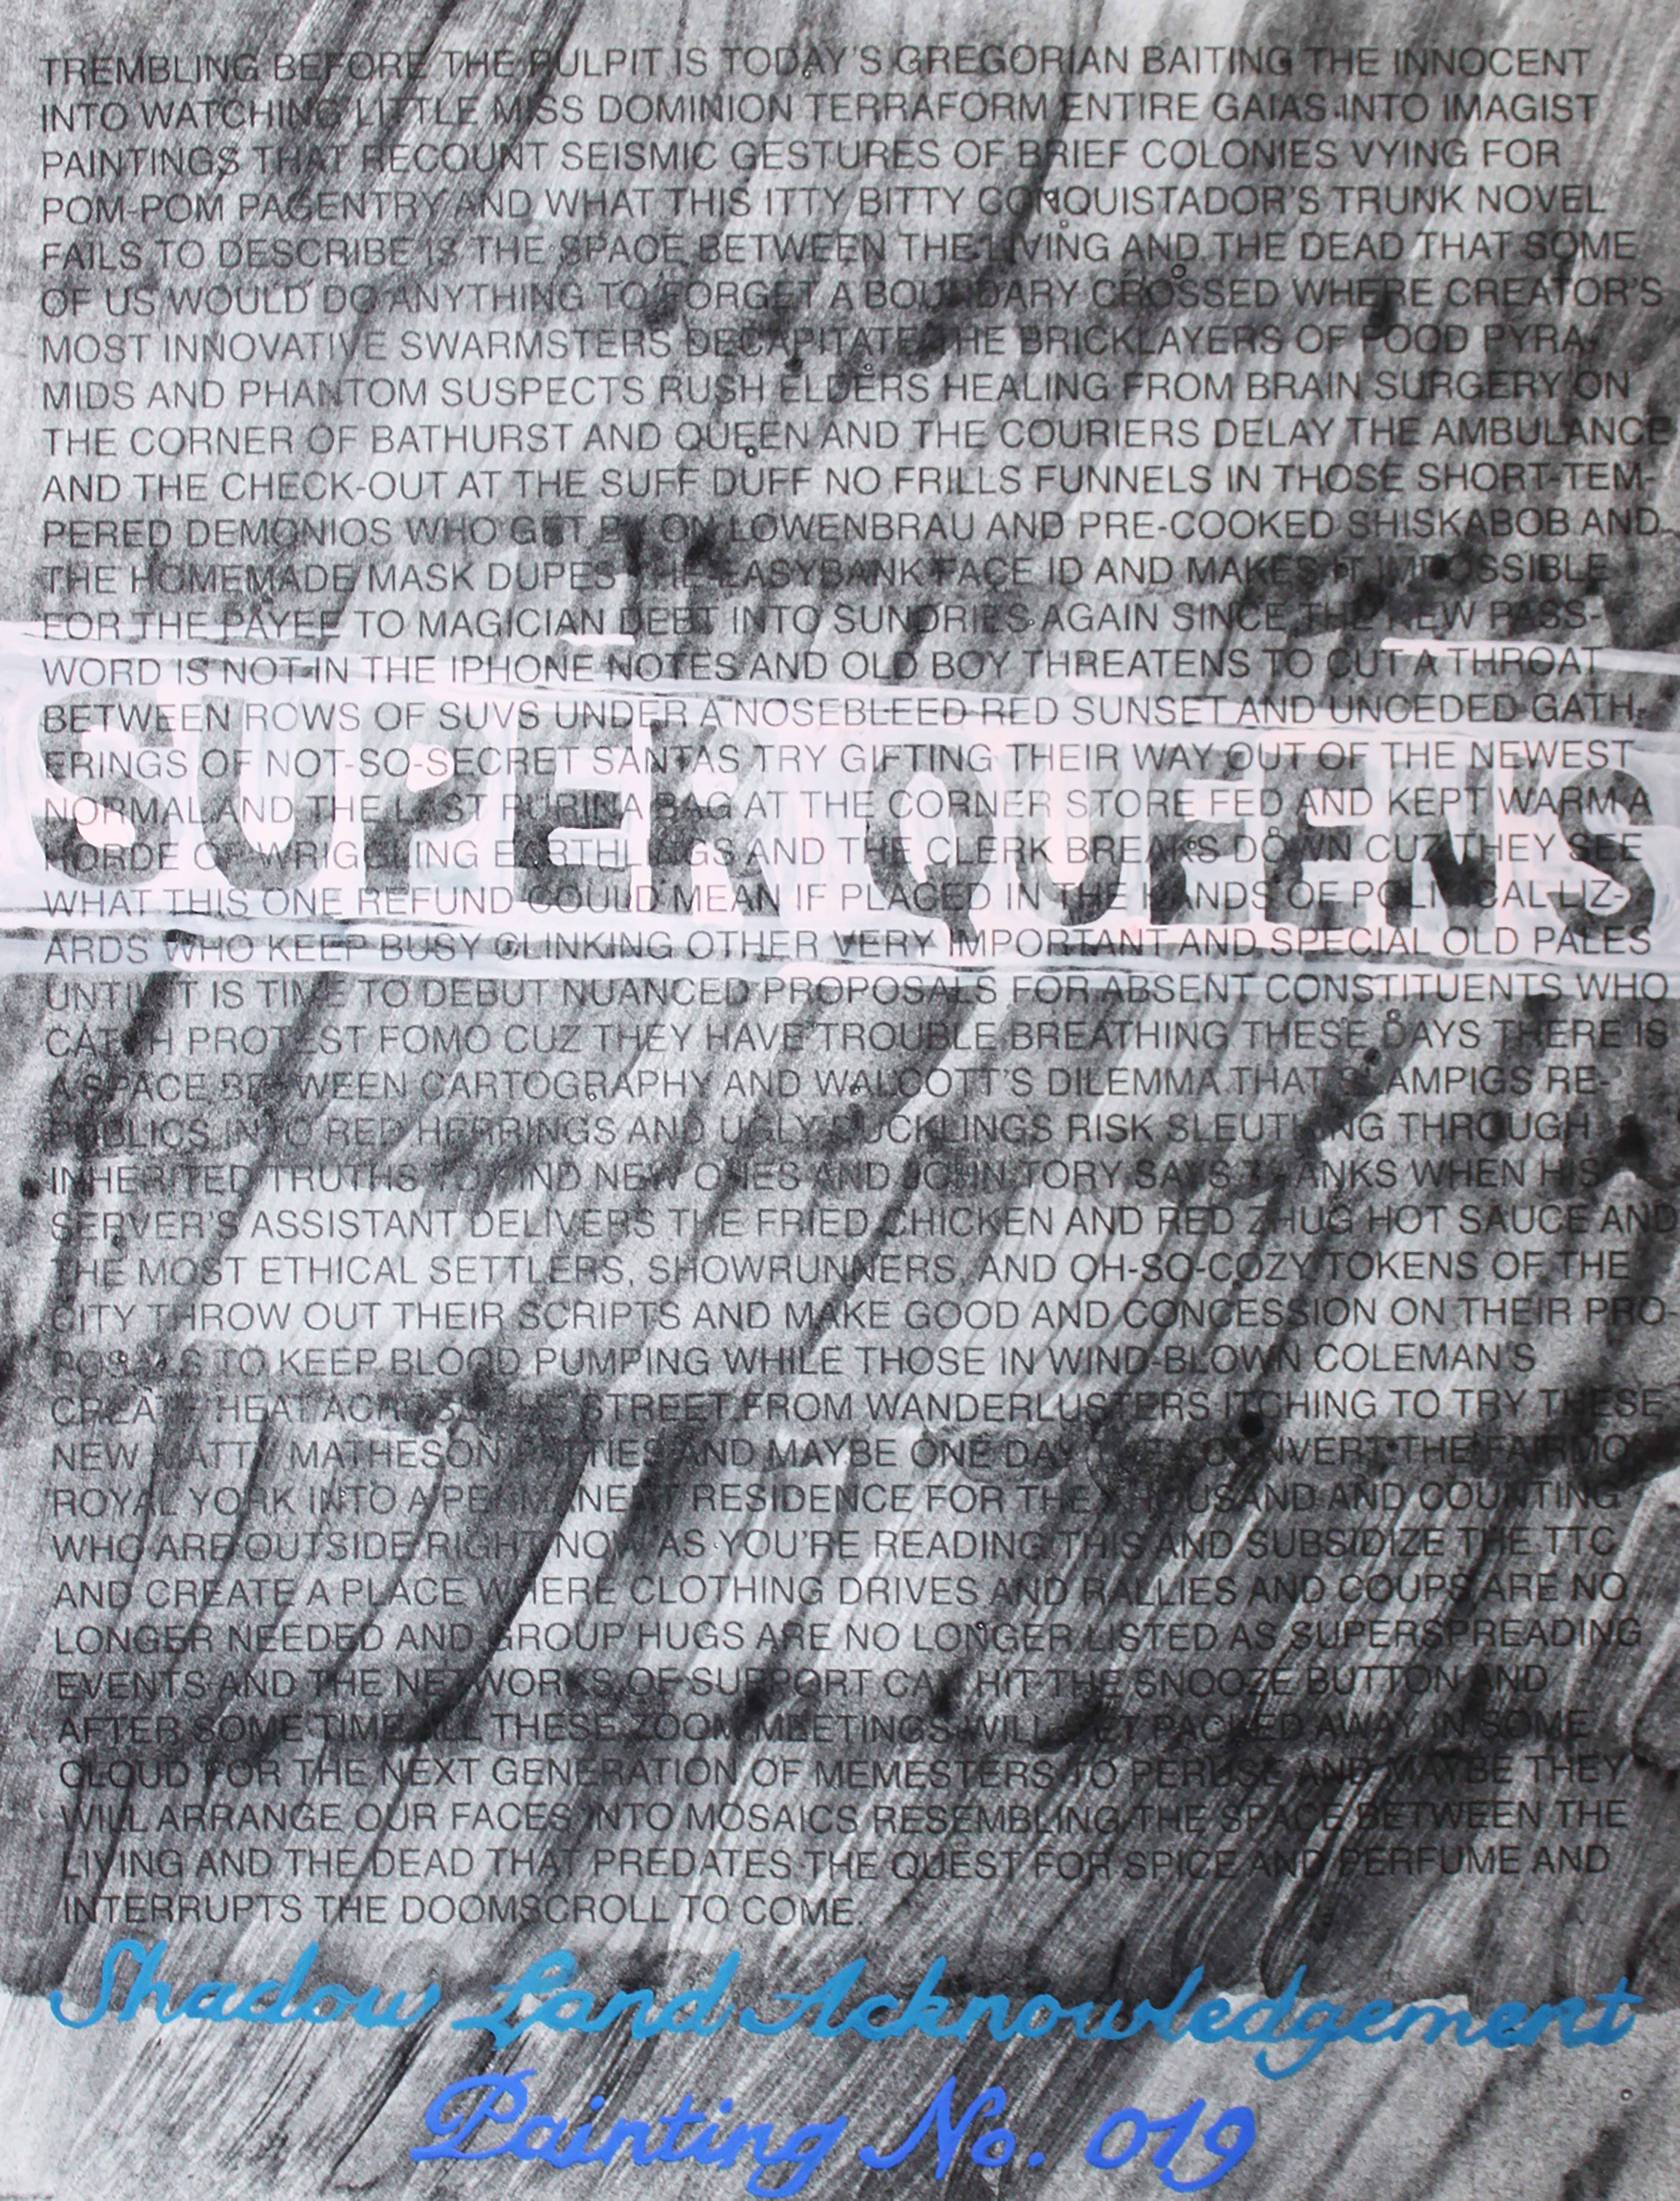 TREMBLING BEFORE THE PULPIT IS TODAY'S GREGORIAN BAITING THE INNOCENT
INTO WATCHING LITTLE MISS DOMINION TERRAFORM ENTIRE GAIAS INTO IMAGIST
PAINTINGS THAT RECOUNT SEISMIC GESTURES OF BRIEF COLONIES VYING FOR
POM-POM PAGENTRY AND WHAT THIS ITTY BITTY CONQUISTADOR'S TRUNK NOVEL
FAILS TO DESCRIBE IS THE SPACE BETWEEN THE LIVING AND THE DEAD THAT SOME
OF US WOULD DO ANYTHING TO FORGET A BOUNDARY CROSSED WHERE CREATOR'S
MOST INNOVATIVE SWARMSTERS DECAPITATE THE BRICKLAYERS OF FOOD PYRA-
MIDS AND PHANTOM SUSPECTS RUSH ELDERS HEALING FROM BRAIN SURGERY ON
THE CORNER OF BATHURST AND QUEEN AND THE COURIERS DELAY THE AMBULANCE
AND THE CHECK-OUT AT THE SUFF DUFF NO FRILLS FUNNELS IN THOSE SHORT-TEM-
PERED DEMONIOS WHO GET BY ON LOWENBRAU AND PRE-COOKED SHISKABOB AND
THE HOMEMADE MASK DUPES THE EASYBANK FACE ID AND MAKES IT IMPOSSIBLE
FOR THE PAYEE TO MAGICIAN DEBT INTO SUNDRIES AGAIN SINCE THE NEW PASS-
WORD IS NOT IN THE IPHONE NOTES AND OLD BOY THREATENS TO CUT A THROAT
BETWEEN ROWS OF SUVS UNDER A NOSEBLEED RED SUNSET AND UNCEDED GATH-
ERINGS OF NOT-SO-SECRET SANTAS TRY GIFTING THEIR WAY OUT OF THE NEWEST
SUPER QUEENS
NORMAL AND THE LAST PURINA BAG AT THE CORNER STORE FED AND KEPT WARM A
HORDE OF WRIGGLING EARTHLINGS AND THE CLERK BREAKS DOWN CUZ THEY SEE
WHAT THIS ONE REFUND COULD MEAN IF PLACED IN THE HANDS OF POLITICAL LIZ-
ARDS WHO KEEP BUSY CLINKING OTHER VERY IMPORTANT AND SPECIAL OLD PALES
UNTIL IT IS TIME TO DEBUT NUANCED PROPOSALS FOR ABSENT CONSTITUENTS WHO
CATCH PROTEST FOMO CUZ THEY HAVE TROUBLE BREATHING THESE DAYS THERE IS
A SPACE BETWEEN CARTOGRAPHY AND WALCOTT'S DILEMMA THAT SLAMPIGS RE-
PUBLICS INTO RED HERRINGS AND UGLY DUCKLINGS RISK SLEUTHING THROUGH
INHERITED TRUTHS TO FIND NEW ONES AND JOHN TORY SAYS THANKS WHEN HIS
SERVER'S ASSISTANT DELIVERS THE FRIED CHICKEN AND RED ZHUG HOT SAUCE AND
THE MOST ETHICAL SETTLERS, SHOWRUNNERS, AND OH-SO-COZY TOKENS OF THE
CITY THROW OUT THEIR SCRIPTS AND MAKE GOOD AND CONCESSION ON THEIR PRO-
POSALS TO KEEP BLOOD PUMPING WHILE THOSE IN WIND-BLOWN COLEMAN'S
CREATE HEAT ACROSS THE STREET FROM WANDERLUSTERS ITCHING TO TRY THESE
NEW MATTY MATHESON PATTIES AND MAYBE ONE DAY THEY CONVERT THE
ROYAL YORK INTO A PERMANENT RESIDENCE FOR THE THOUSAND AND COUNTING
WHO ARE OUTSIDE RIGHT NOW AS YOU'RE READING THIS AND SUBSIDIZE THE TTC
AND CREATE A PLACE WHERE CLOTHING DRIVES AND RALLIES AND COUPS ARE NO
LONGER NEEDED AND GROUP HUGS ARE NO LONGER LISTED AS SUPERSPREADING
EVENTS AND THE NETWORKS OF SUPPORT CAN HIT THE SNOOZE BUTTON AND
AFTER SOME TIME ALL THESE ZOOM MEETINGS WILL GET PACKED AWAY IN SOME
CLOUD FOR THE NEXT GENERATION OF MEMESTERS TO PERUSE AND MAYBE THEY
WILL ARRANGE OUR FACES INTO MOSAICS RESEMBLING THE SPACE BETWEEN THE
LIVING AND THE DEAD THAT PREDATES THE QUEST FOR SPICE AND PERFUME AND
INTERRUPTS THE DOOMSCROLL TO COME.
Shadow Land Acknowledgement
Painting No. 019